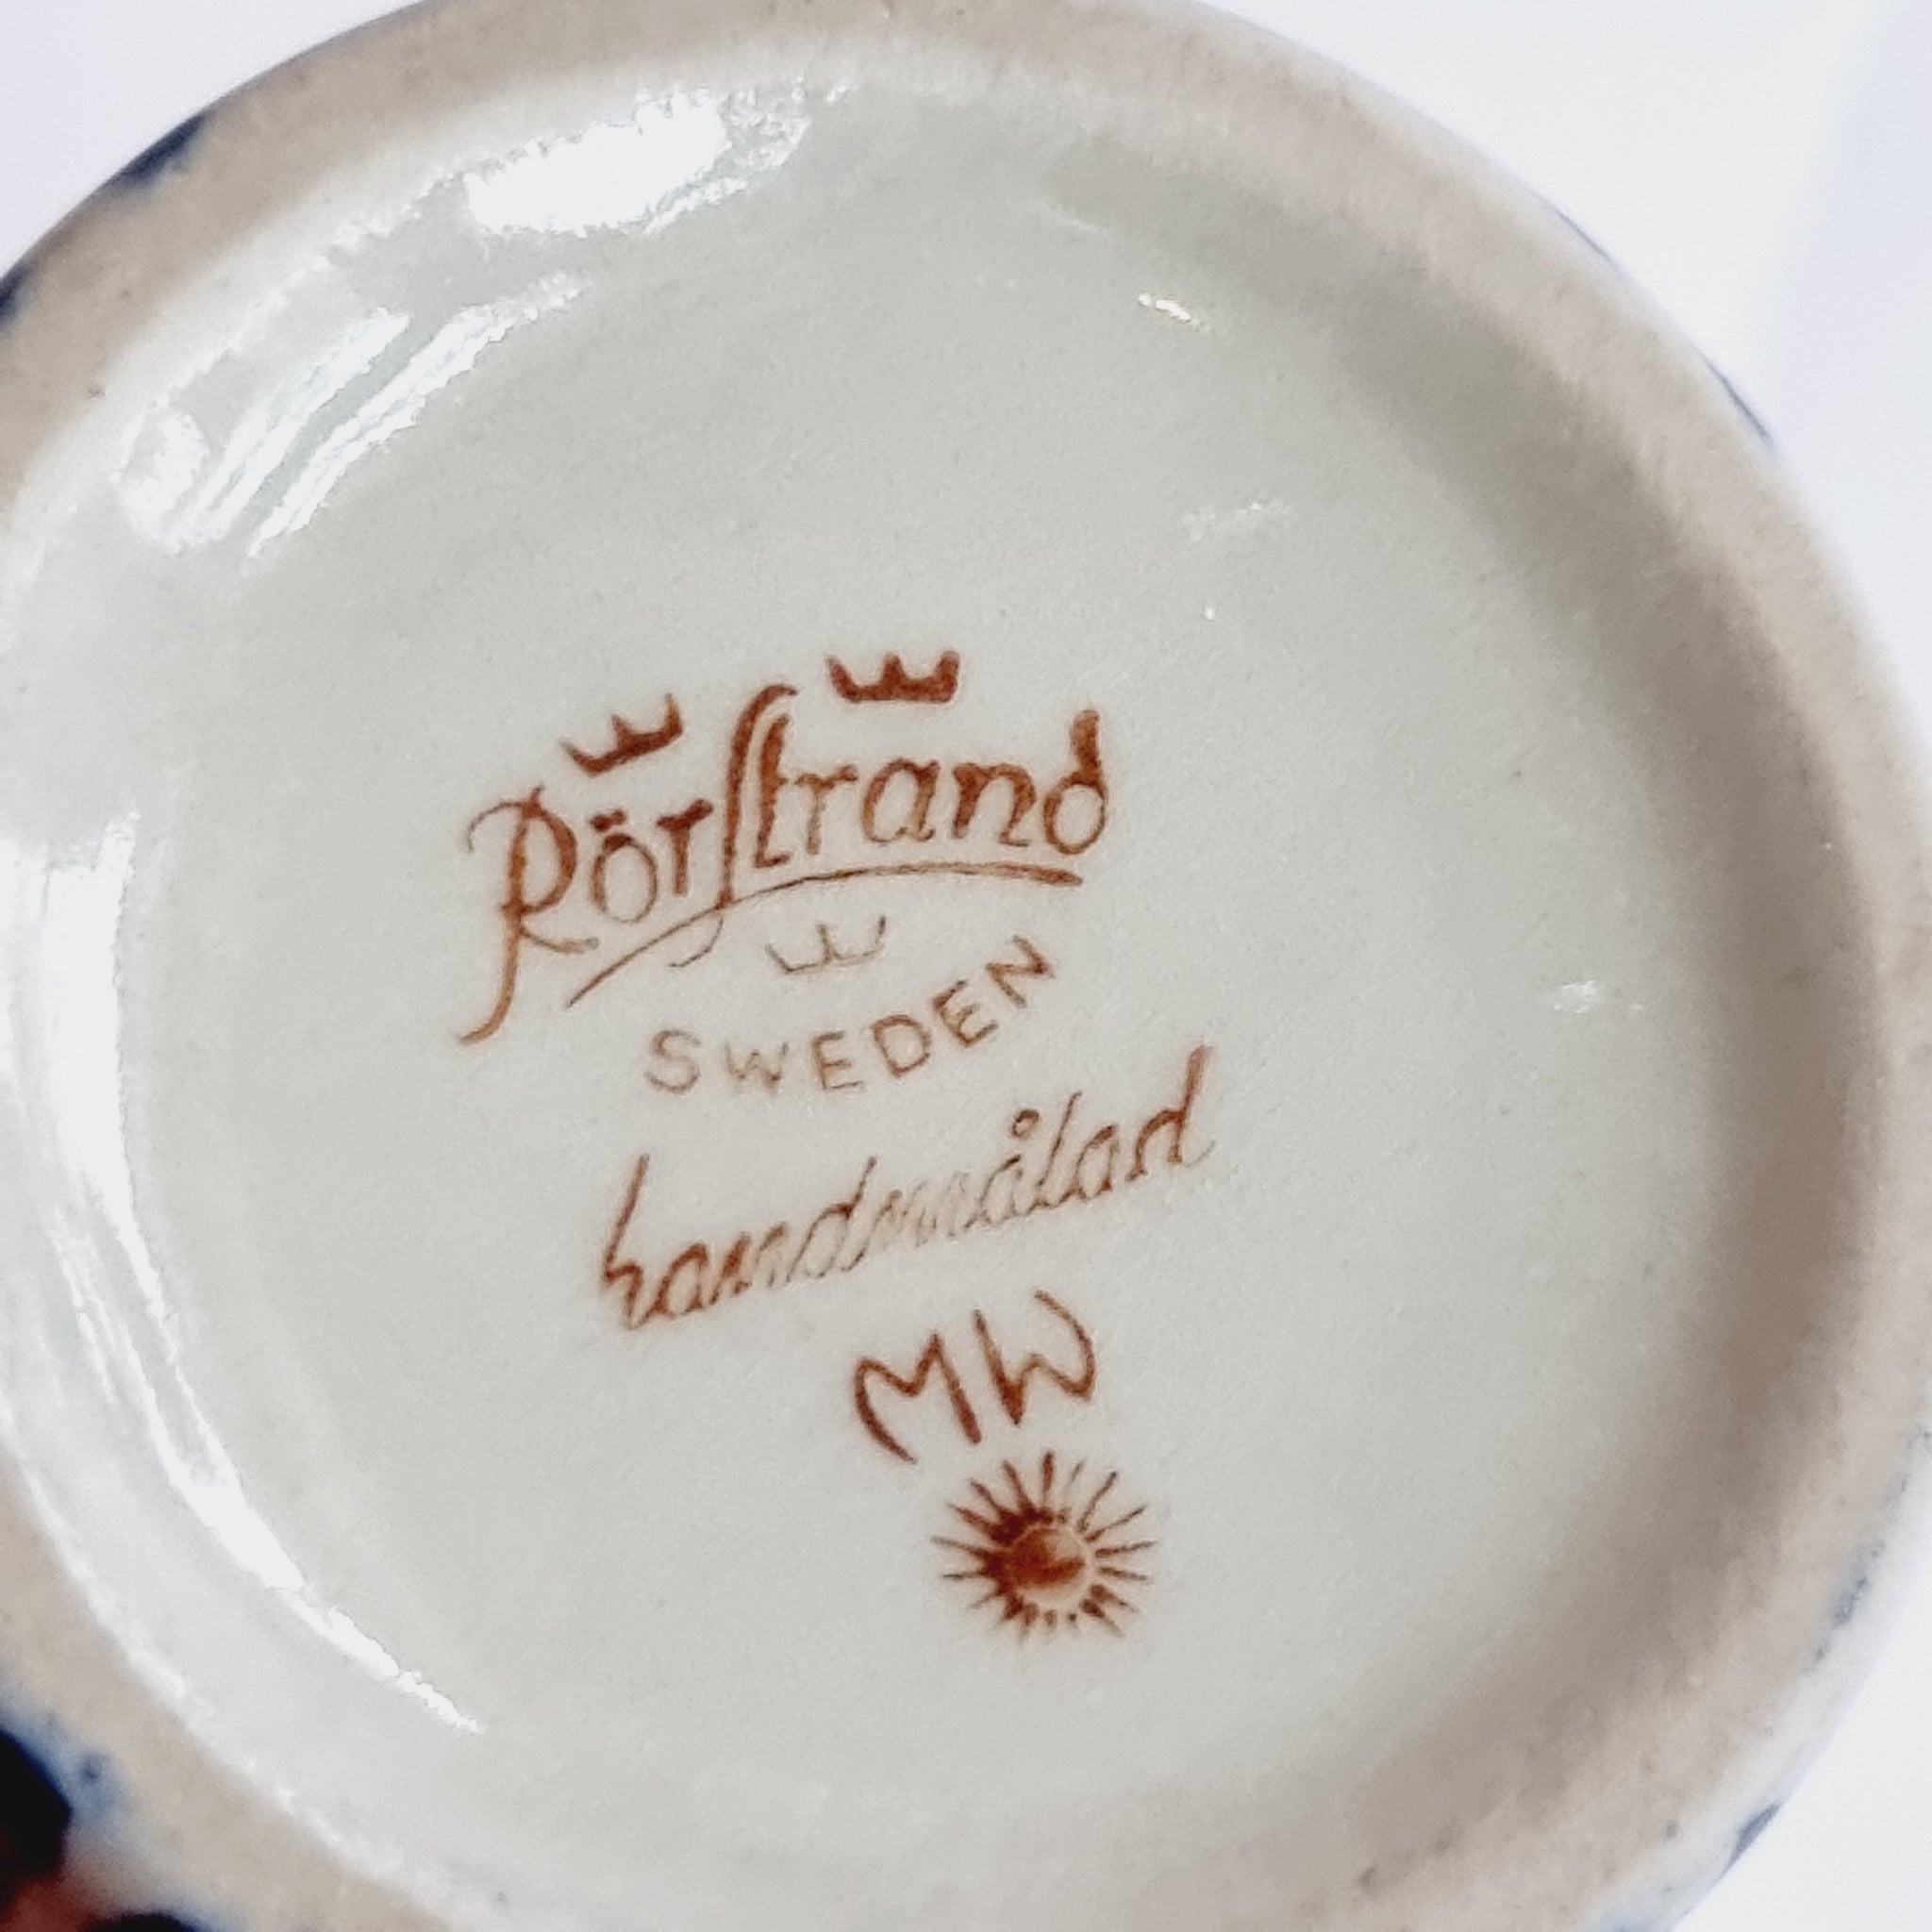 Rörstrand
SWEDEN
handmålad
MW